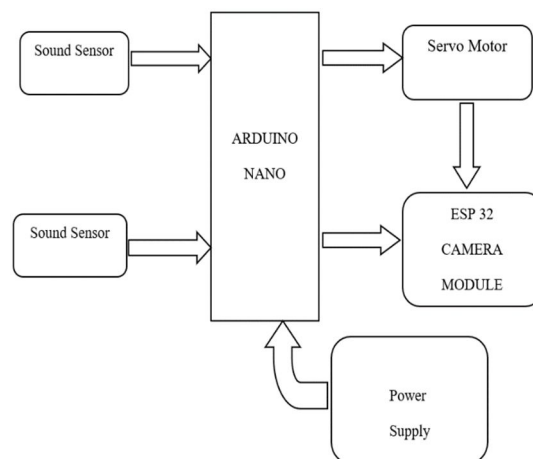 Sound Sensor
Servo Motor
ARDUINO
NANO
Sound Sensor
ESP 32
CAMERA
MODULE
Power
Supply